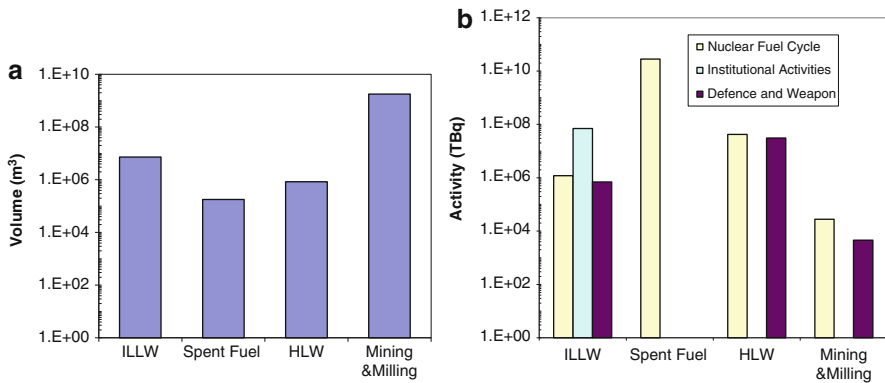 a
Volume (m³)
1.E+10
1.E+08
1.E+06
1.E+04
1.E+02
1.E+00
ILLW
Spent Fuel
HLW
Mining
&Milling
b
Activity (TBq)
1.E+12
1.E+10
1.E+08
1.E+06
1.E+04
1.E+02
1.E+00
Nuclear Fuel Cycle
Institutional Activities
Defence and Weapon
ILLW
Spent Fuel
HLW
Mining
&Milling